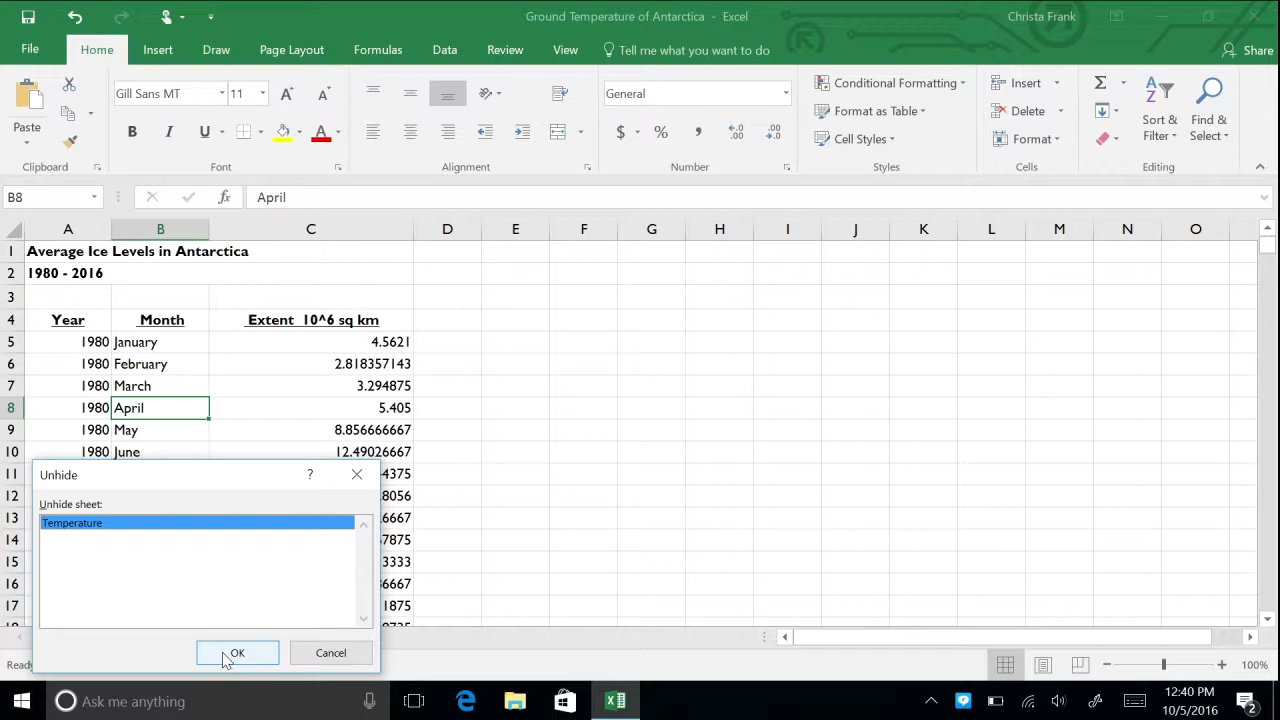 Ground Temperature of Antarctica - Excel
Christa Frank
File Home Insert Draw Page Layout Formulas Data Review View Tell me what you want to do Share
Paste
Gill Sans MT 11
B I U A
General
$ % ,
Conditional Formatting
Format as Table
Cell Styles
Insert
Delete
Format
Sort & Filter
Find & Select
Clipboard Font Alignment Number Styles Cells Editing
B8 fx April
A B C D E F G H I J K L M N O
1 Average Ice Levels in Antarctica
2 1980 - 2016
3
4 Year Month Extent 10^6 sq km
5 1980 January 4.5621
6 1980 February 2.818357143
7 1980 March 3.294875
8 1980 April 5.405
9 1980 May 8.856666667
10 1980 June 12.49026667
11 4375
12 8056
13 6667
14 7875
15 3333
16 6667
17 1875
Unhide ?
Unhide sheet:
Temperature
OK Cancel
100%
Ask me anything
12:40 PM
10/5/2016
2